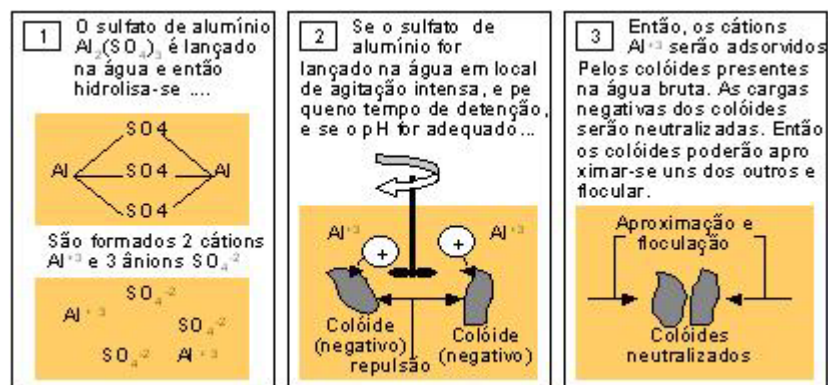 1
O sulfato de alumínio
Al2(SO4)3 é lançado
na água e então
hidrolisa-se ....
SO4
Al SO4 Al
SO4
São formados 2 cátions
Al+3 e 3 ânions SO4-2
SO4-2
Al+3
SO4-2
SO4-2 Al+3
2
Se o sulfato de
alumínio for
lançado na água em local
de agitação intensa, e pe
queno tempo de detenção,
e se o pH for adequado...
Al+3 Al+3
+ +
Colóide
(negativo)
repulsão
Colóide
(negativo)
3
Então, os cátions
Al+3 serão adsorvidos
Pelos colóides presentes
na água bruta. As cargas
negativas dos colóides
serão neutralizadas. Então
os colóides poderão apro
ximar-se uns dos outros e
flocular.
Aproximação e
floculação
Colóides
neutralizados